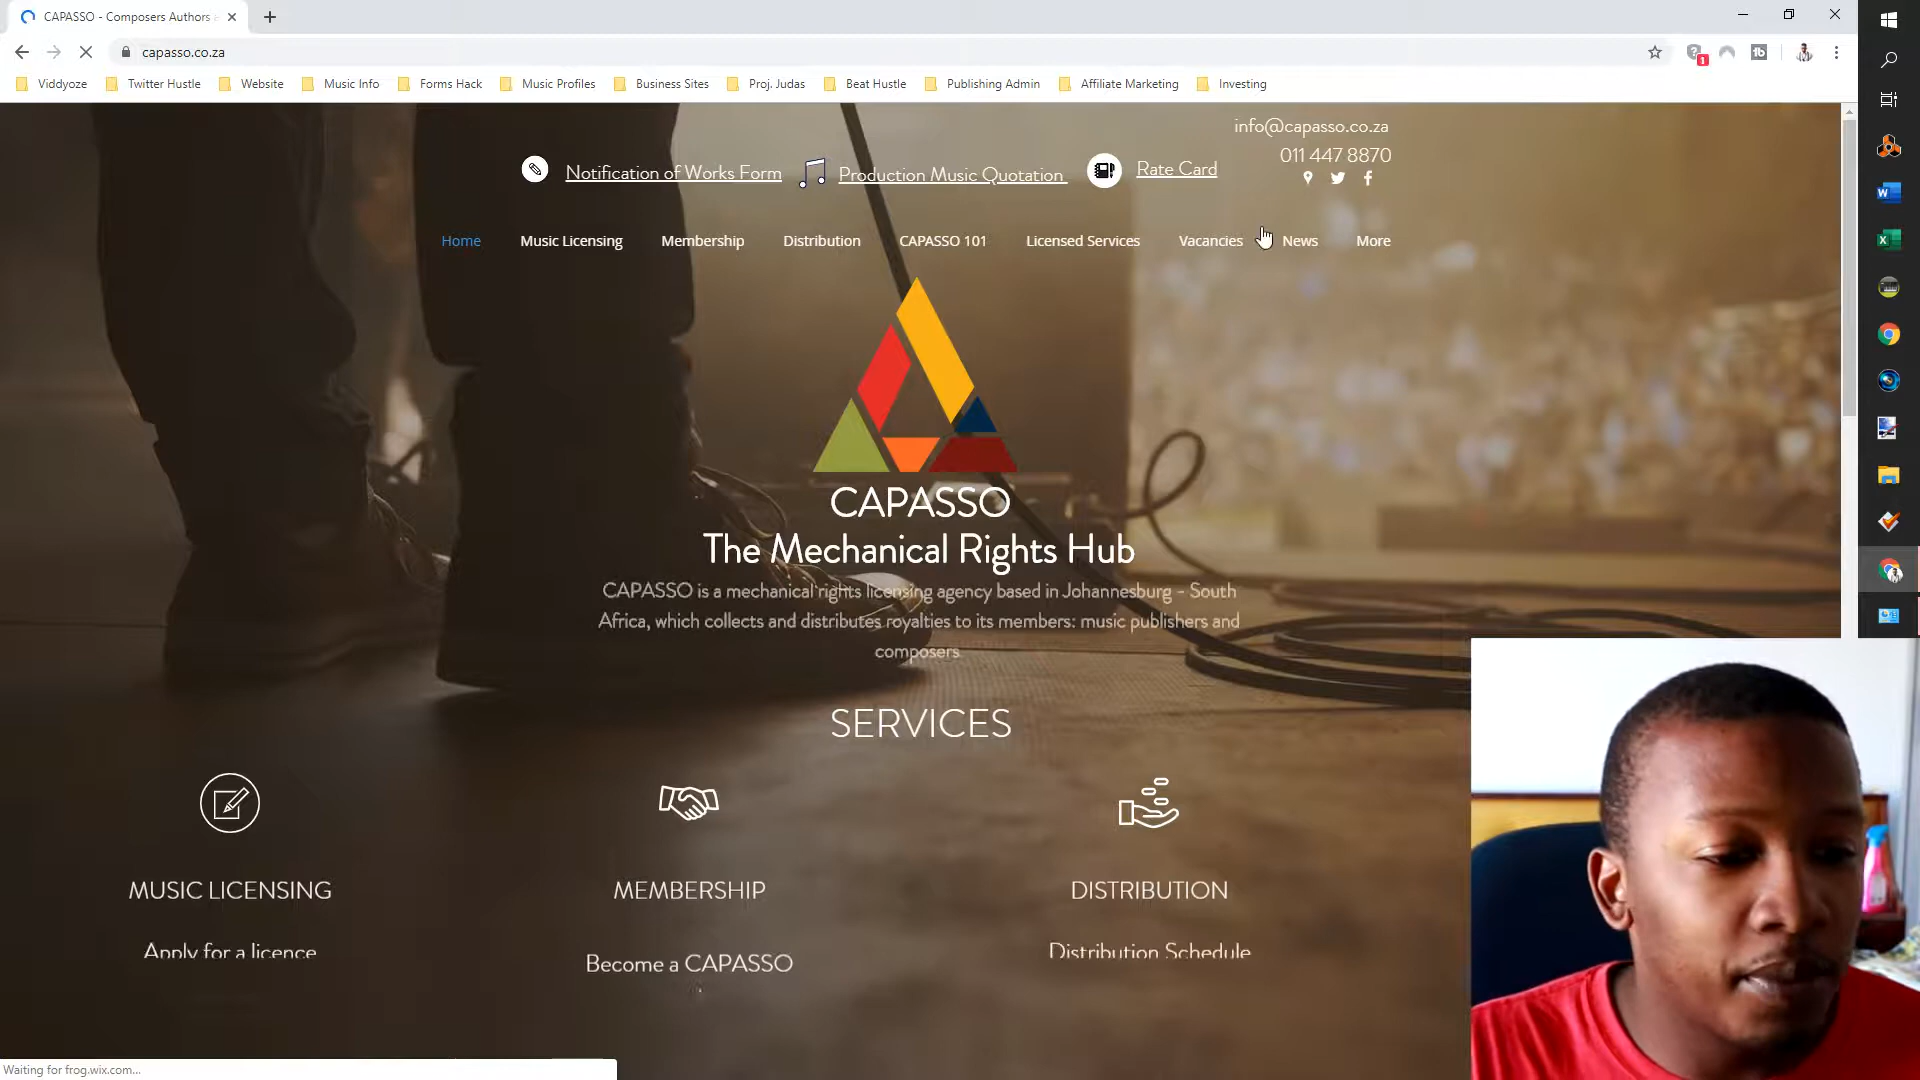 CAPASSO - Composers Authors
capasso.co.za
Viddyoze
Twitter Hustle
Website
Music Info
Forms Hack
Music Profiles
Business Sites
Proj. Judas
Beat Hustle
Publishing Admin
Affiliate Marketing
Investing
info@capasso.co.za
011 447 8870
Notification of Works Form
Production Music Quotation
Rate Card
Home
Music Licensing
Membership
Distribution
CAPASSO 101
Licensed Services
Vacancies
News
More
CAPASSO
The Mechanical Rights Hub
CAPASSO is a mechanical rights licensing agency based in Johannesburg - South
Africa, which collects and distributes royalties to its members: music publishers and
composers
SERVICES
MUSIC LICENSING
MEMBERSHIP
DISTRIBUTION
Apply for a licence
Become a CAPASSO
Distribution Schedule
Waiting for frog.wix.com...